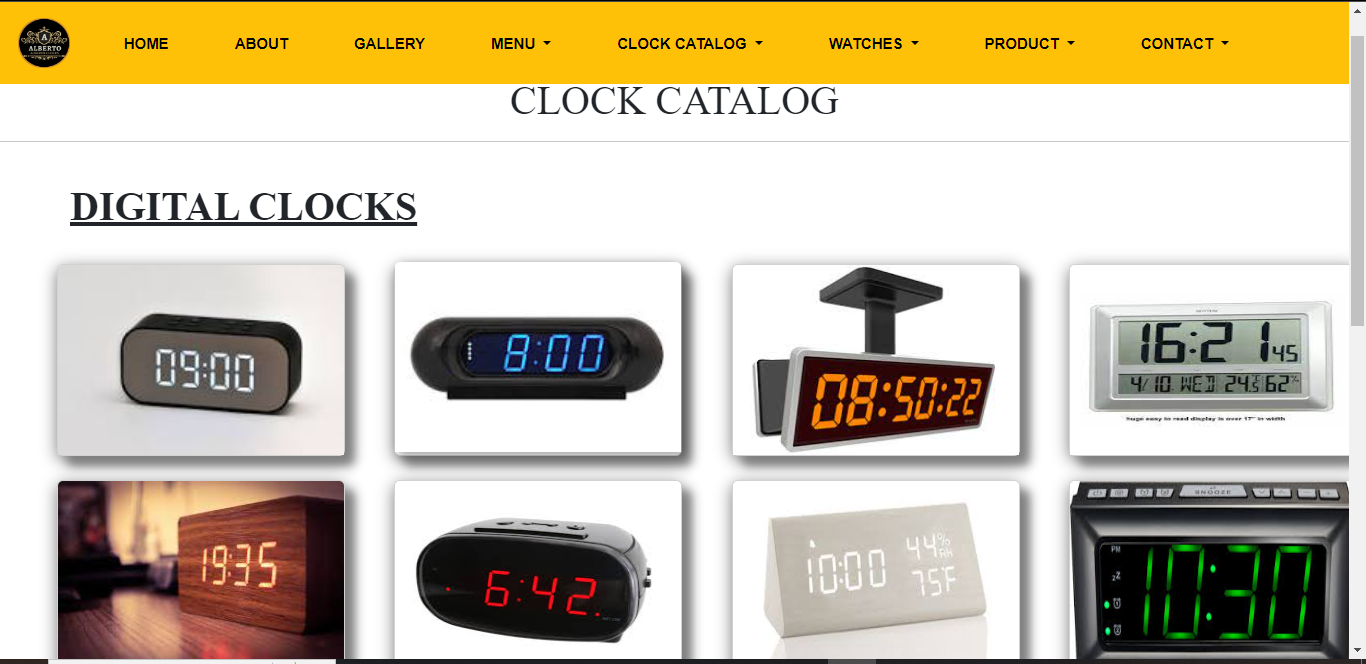 ALBERTO
HOME ABOUT GALLERY MENU CLOCK CATALOG WATCHES PRODUCT CONTACT
CLOCK CATALOG
DIGITAL CLOCKS
09:00
8:00
08:50:22
16:21 45
4/10. WED 24.5 62%
huge easy to read display is over 17" in width
19:35
6:42
10:00 44% RH
75°F
SNOOZE
PM
10:30